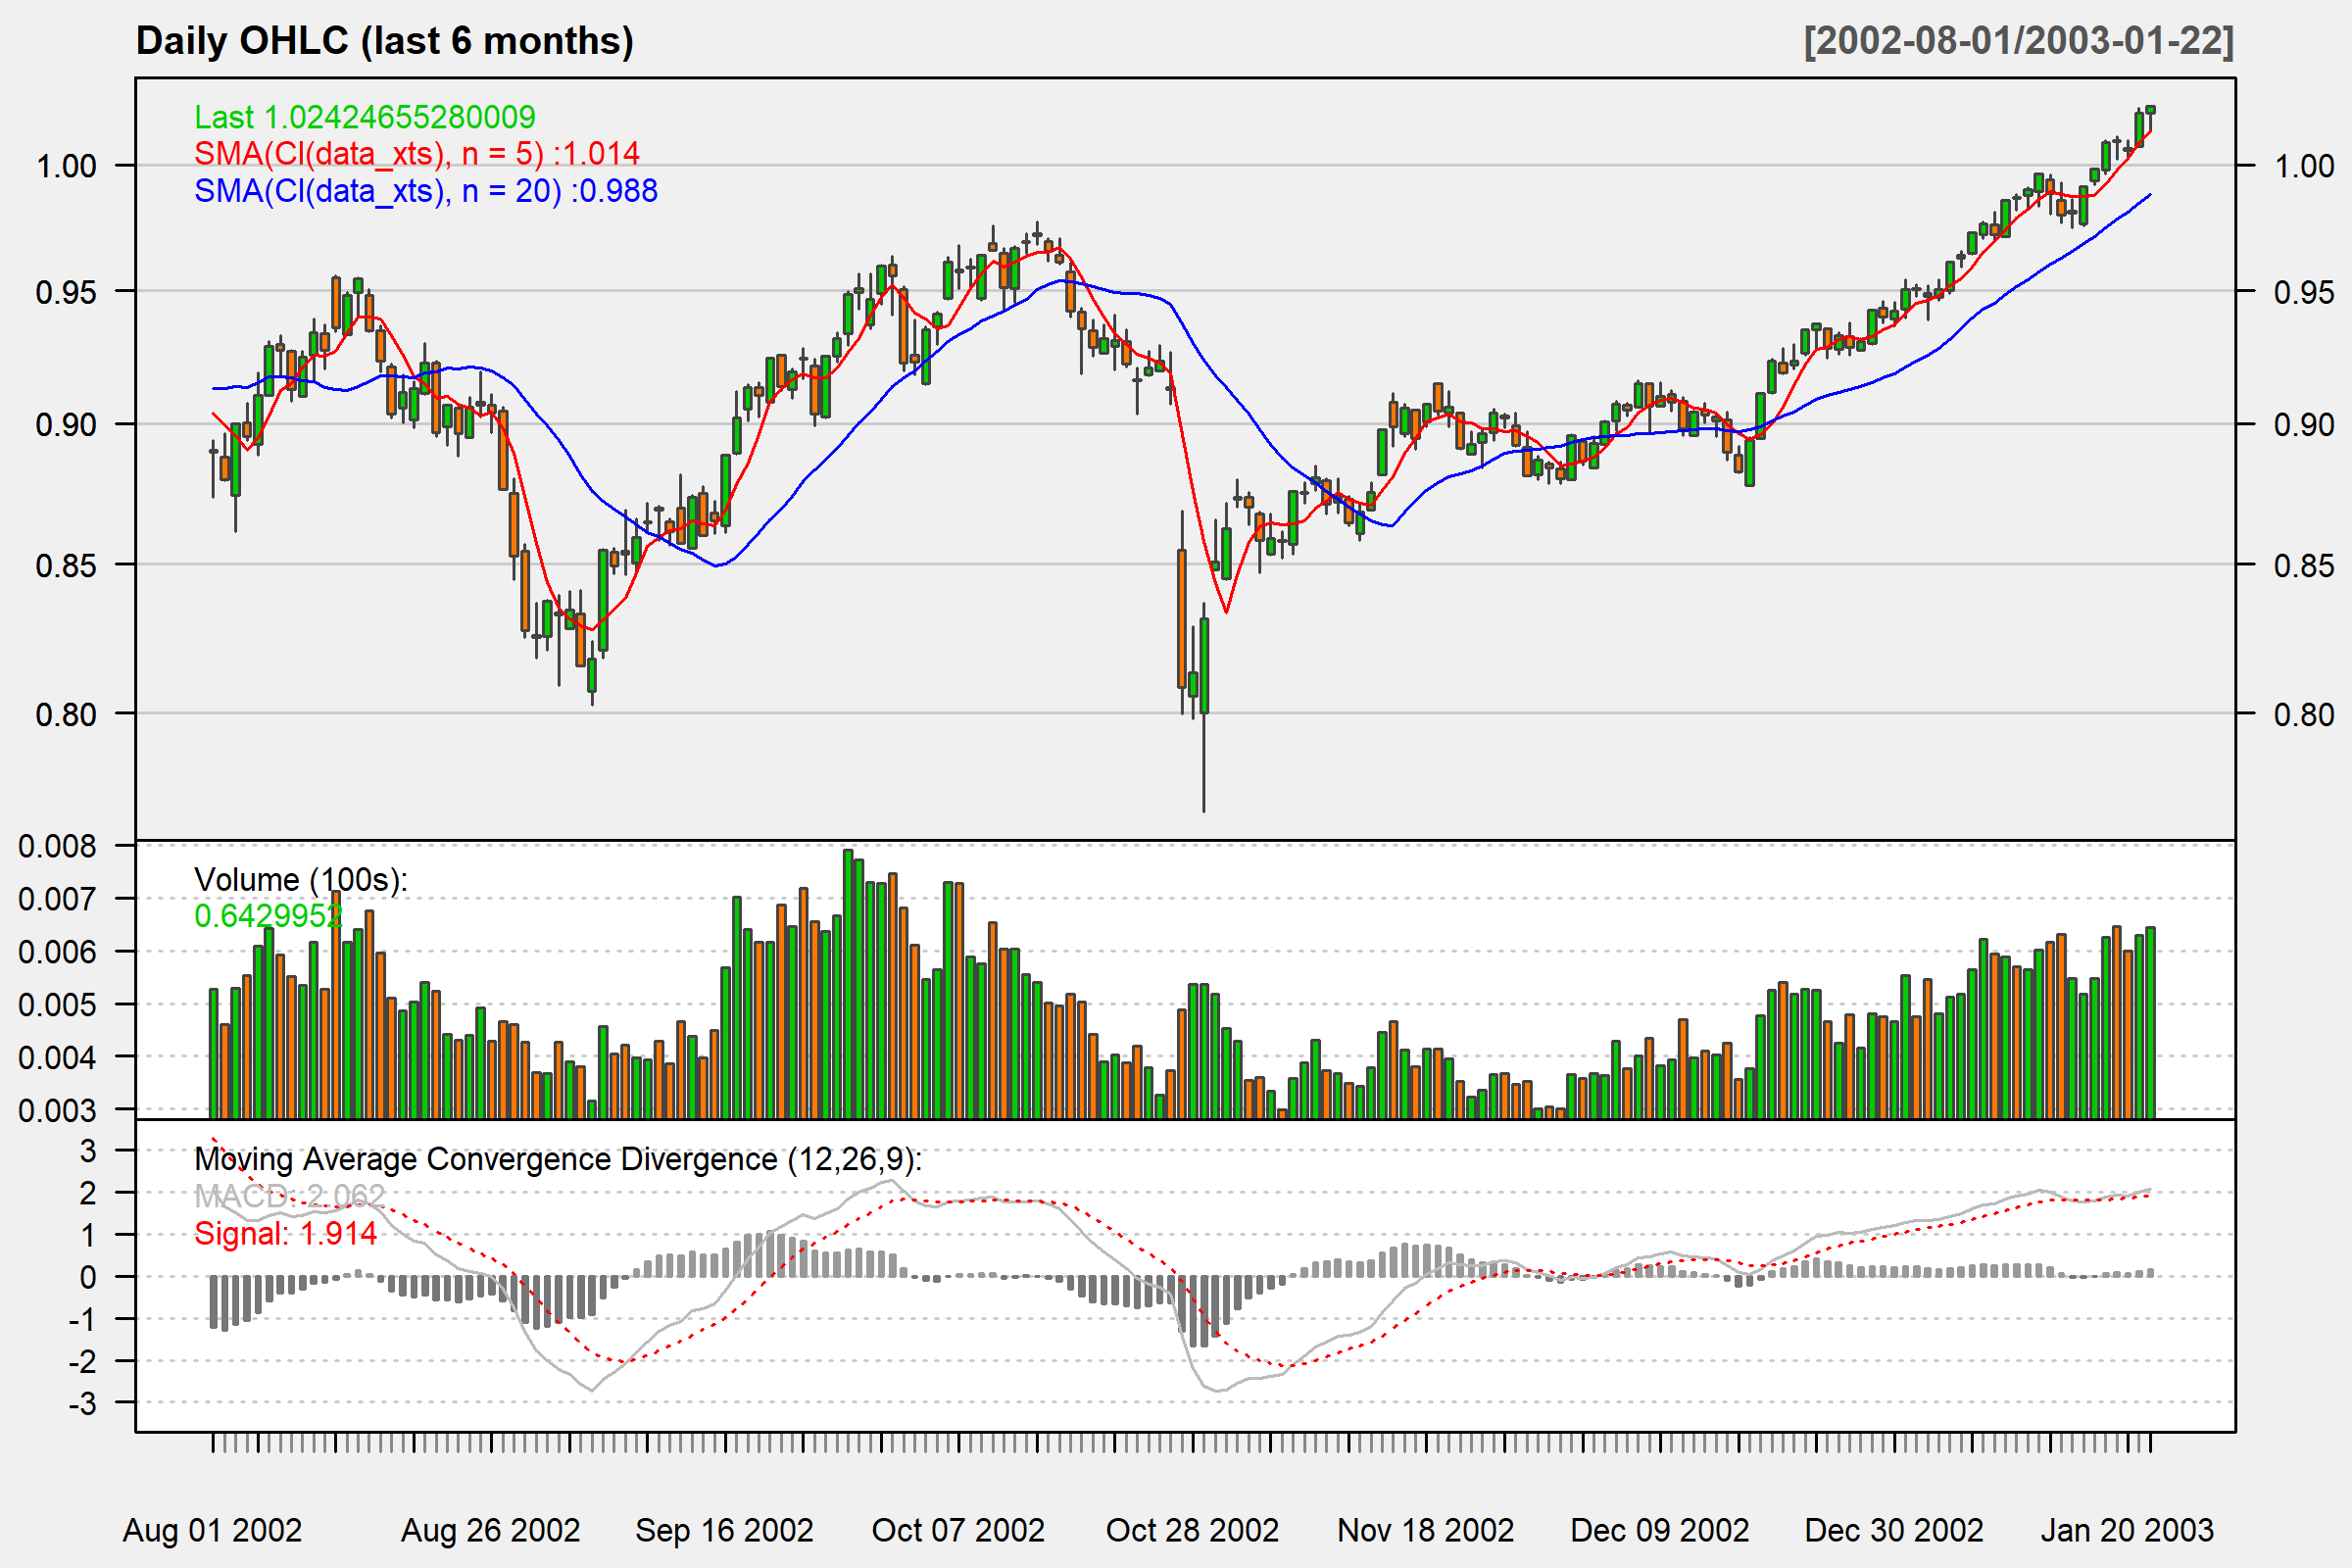 Daily OHLC (last 6 months) [2002-08-01/2003-01-22]
Last 1.02424655280009
SMA(Cl(data_xts), n = 5) :1.014
SMA(Cl(data_xts), n = 20) :0.988
1.00 1.00
0.95 0.95
0.90 0.90
0.85 0.85
0.80 0.80
0.008
Volume (100s):
0.007
0.6429952
0.006
0.005
0.004
0.003
3
Moving Average Convergence Divergence (12,26,9):
2
MACD: 2.062
1
Signal: 1.914
0
-1
-2
-3
Aug 01 2002 Aug 26 2002 Sep 16 2002 Oct 07 2002 Oct 28 2002 Nov 18 2002 Dec 09 2002 Dec 30 2002 Jan 20 2003